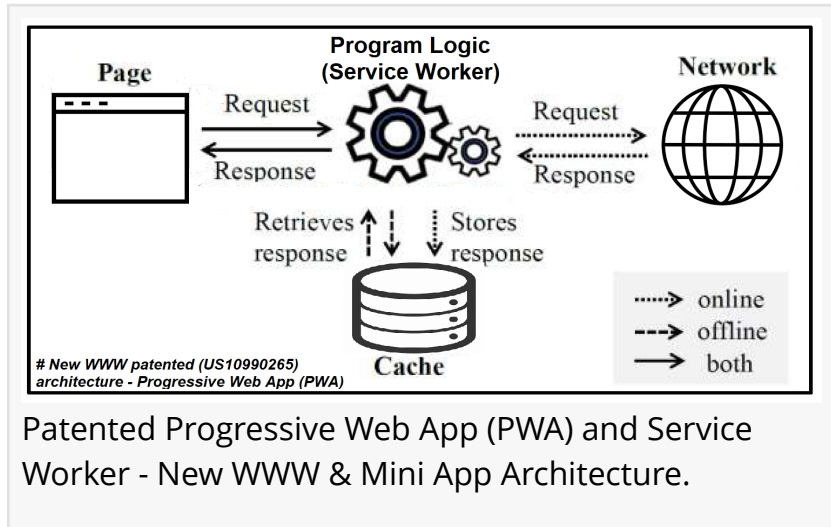 Program Logic
(Service Worker)
Page
Network
Request
Response
Request
Response
Retrieves
response
Stores
response
Cache
online
offline
both
# New WWW patented (US10990265)
architecture - Progressive Web App (PWA)
Patented Progressive Web App (PWA) and Service
Worker - New WWW & Mini App Architecture.